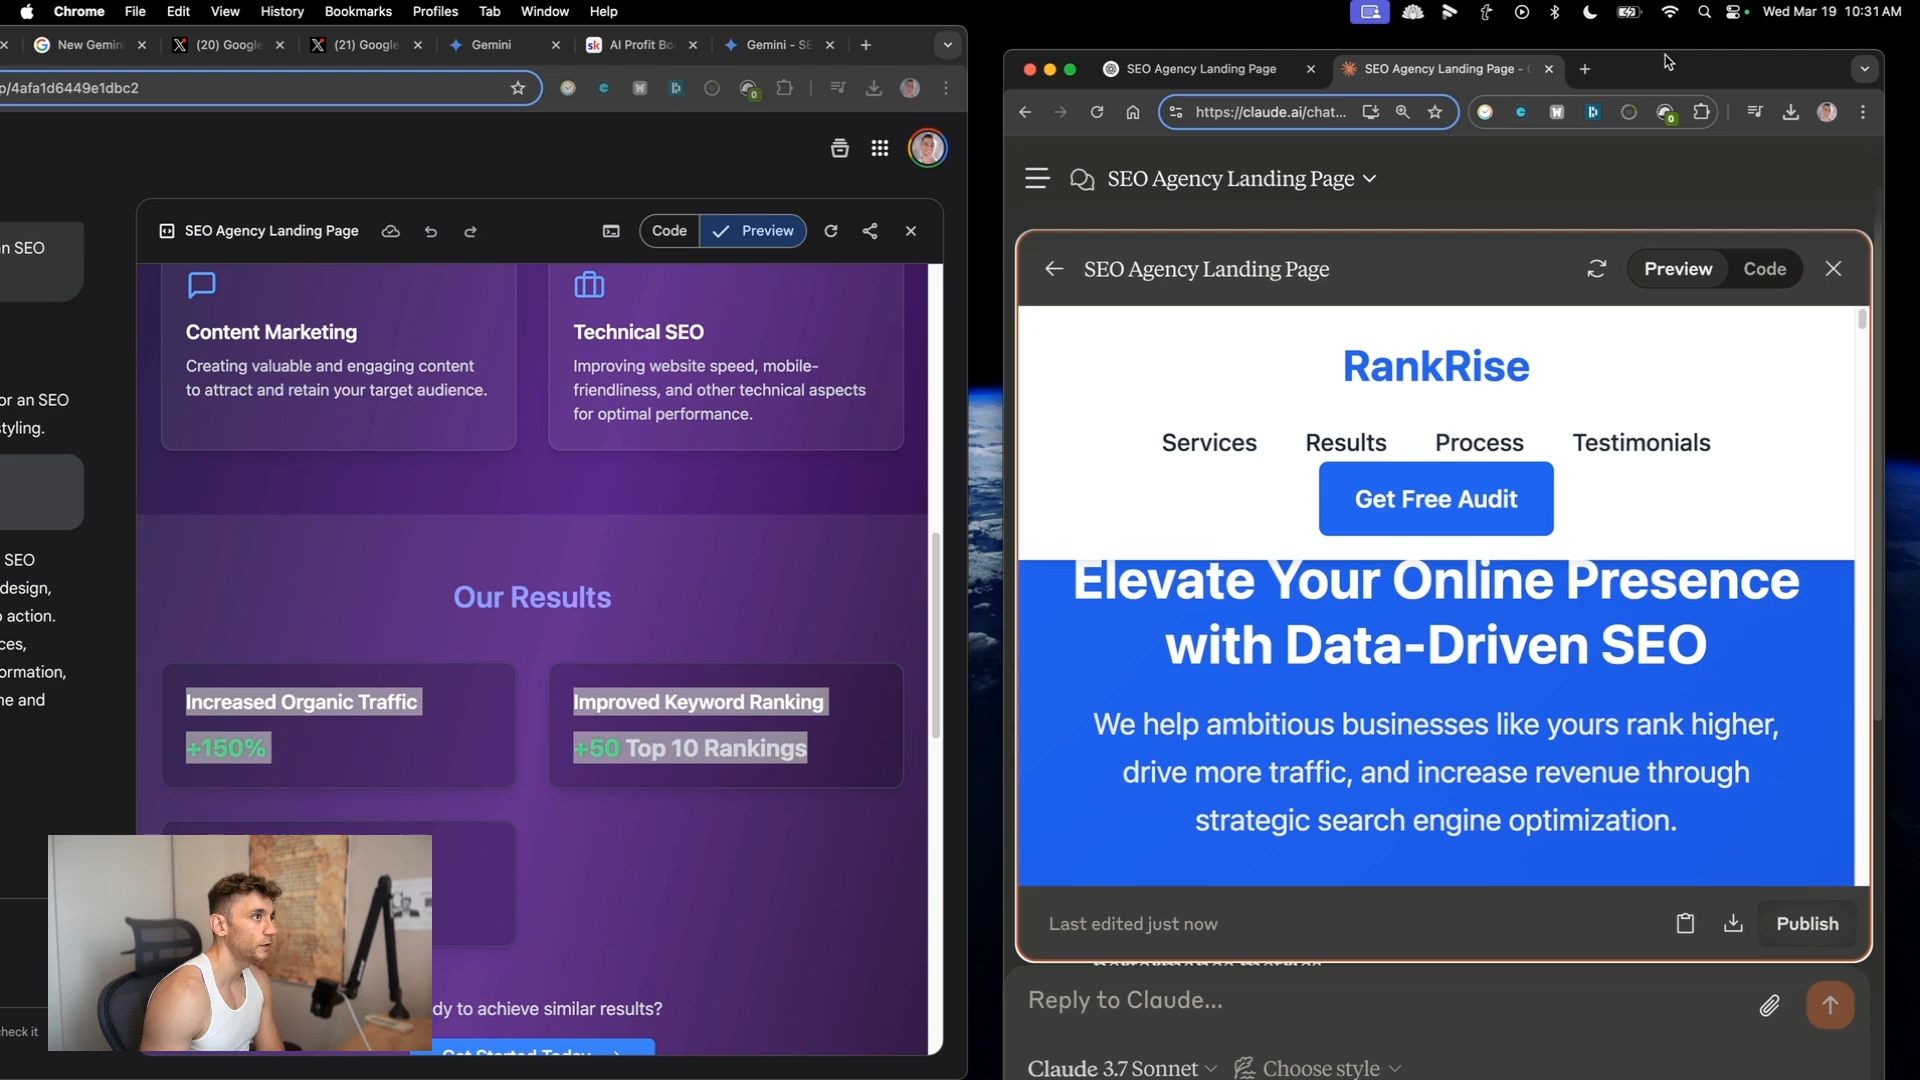 Chrome File Edit View History Bookmarks Profiles Tab Window Help
Wed Mar 19 10:31 AM
New Gemin
(20) Google
(21) Google
Gemini
AI Profit Bo
Gemini - SE
p/4afa1d6449e1dbc2
0
n SEO
or an SEO
tyling.
SEO
design,
o action.
ces,
ormation,
ne and
check it
SEO Agency Landing Page
Code
Preview
Content Marketing
Creating valuable and engaging content
to attract and retain your target audience.
Technical SEO
Improving website speed, mobile-
friendliness, and other technical aspects
for optimal performance.
Our Results
Increased Organic Traffic
+150%
Improved Keyword Ranking
+50 Top 10 Rankings
dy to achieve similar results?
Get Started Today
SEO Agency Landing Page
SEO Agency Landing Page -
https://claude.ai/chat...
0
SEO Agency Landing Page
SEO Agency Landing Page
Preview
Code
RankRise
Services Results Process Testimonials
Get Free Audit
Elevate Your Online Presence
with Data-Driven SEO
We help ambitious businesses like yours rank higher,
drive more traffic, and increase revenue through
strategic search engine optimization.
Last edited just now
Publish
Reply to Claude...
Claude 3.7 Sonnet
Choose style